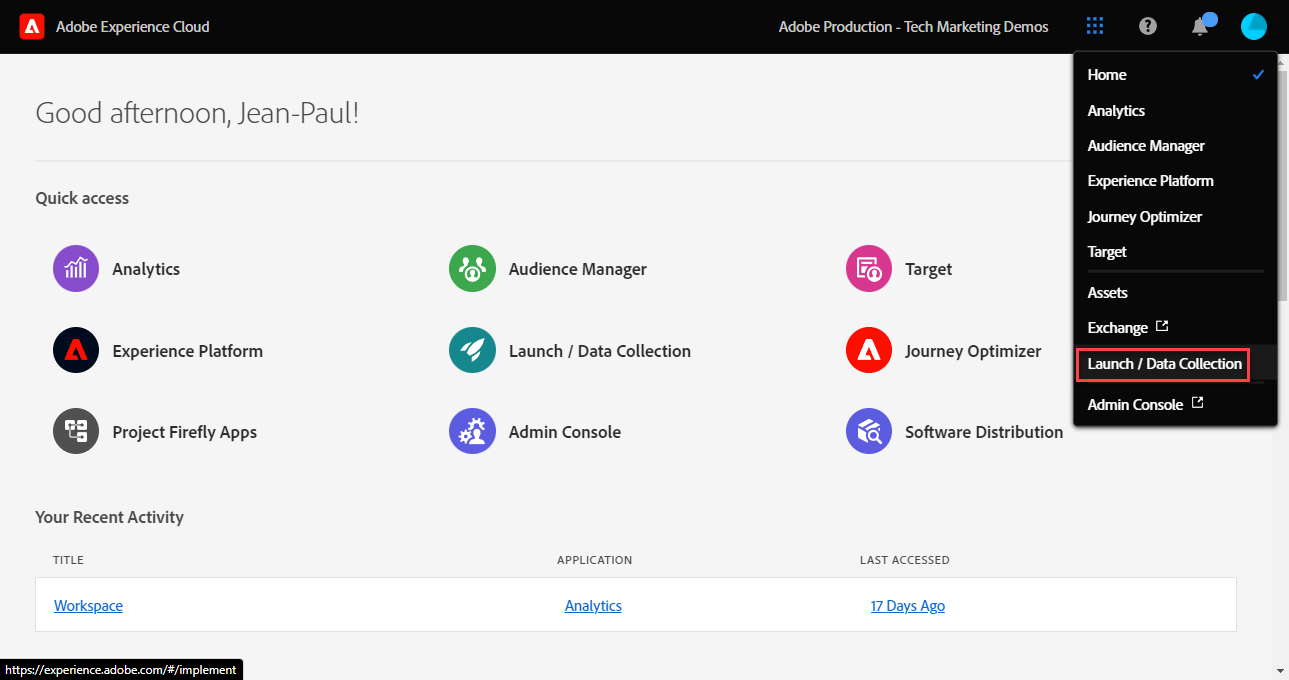 Adobe Experience Cloud
Adobe Production - Tech Marketing Demos
Home
Analytics
Audience Manager
Experience Platform
Journey Optimizer
Target
Assets
Exchange
Launch / Data Collection
Admin Console
Good afternoon, Jean-Paul!
Quick access
Analytics
Audience Manager
Target
Experience Platform
Launch / Data Collection
Journey Optimizer
Project Firefly Apps
Admin Console
Software Distribution
Your Recent Activity
TITLE APPLICATION LAST ACCESSED
Workspace Analytics 17 Days Ago
https://experience.adobe.com/#/implement